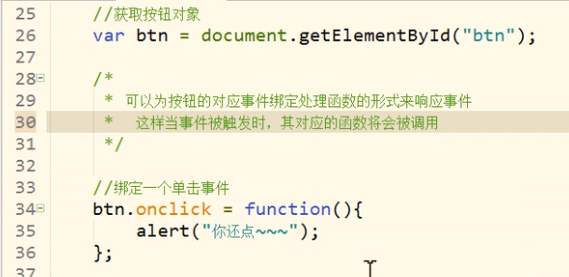 25 //获取按钮对象
26 var btn = document.getElementById("btn");
27
28 /*
29 * 可以为按钮的对应事件绑定处理函数的形式来响应事件
30 * 这样当事件被触发时，其对应的函数将会被调用
31 */
32
33 //绑定一个单击事件
34 btn.onclick = function(){
35 alert("你还点~~~");
36 };
37